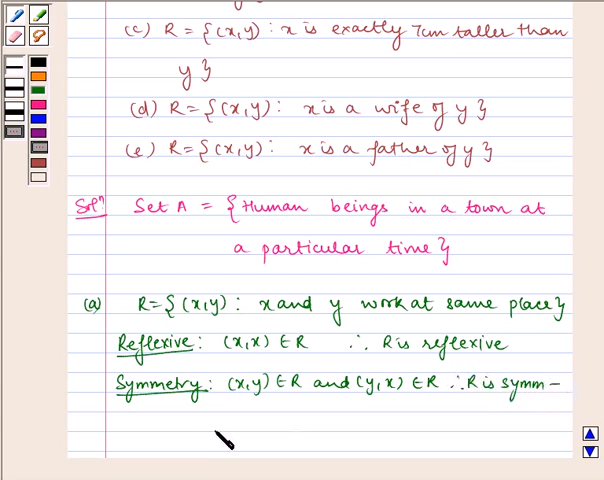 (c) R = {(x,y) : x is exactly 7cm taller than
y}
(d) R = {(x,y) : x is a wife of y}
(e) R = {(x,y) : x is a father of y}
Solⁿ Set A = {Human beings in a town at
a particular time}
(a) R = {(x,y) : x and y work at same place}
Reflexive : (x,x) ∈ R ∴ R is reflexive
Symmetry : (x,y) ∈ R and (y,x) ∈ R ∴ R is symm-